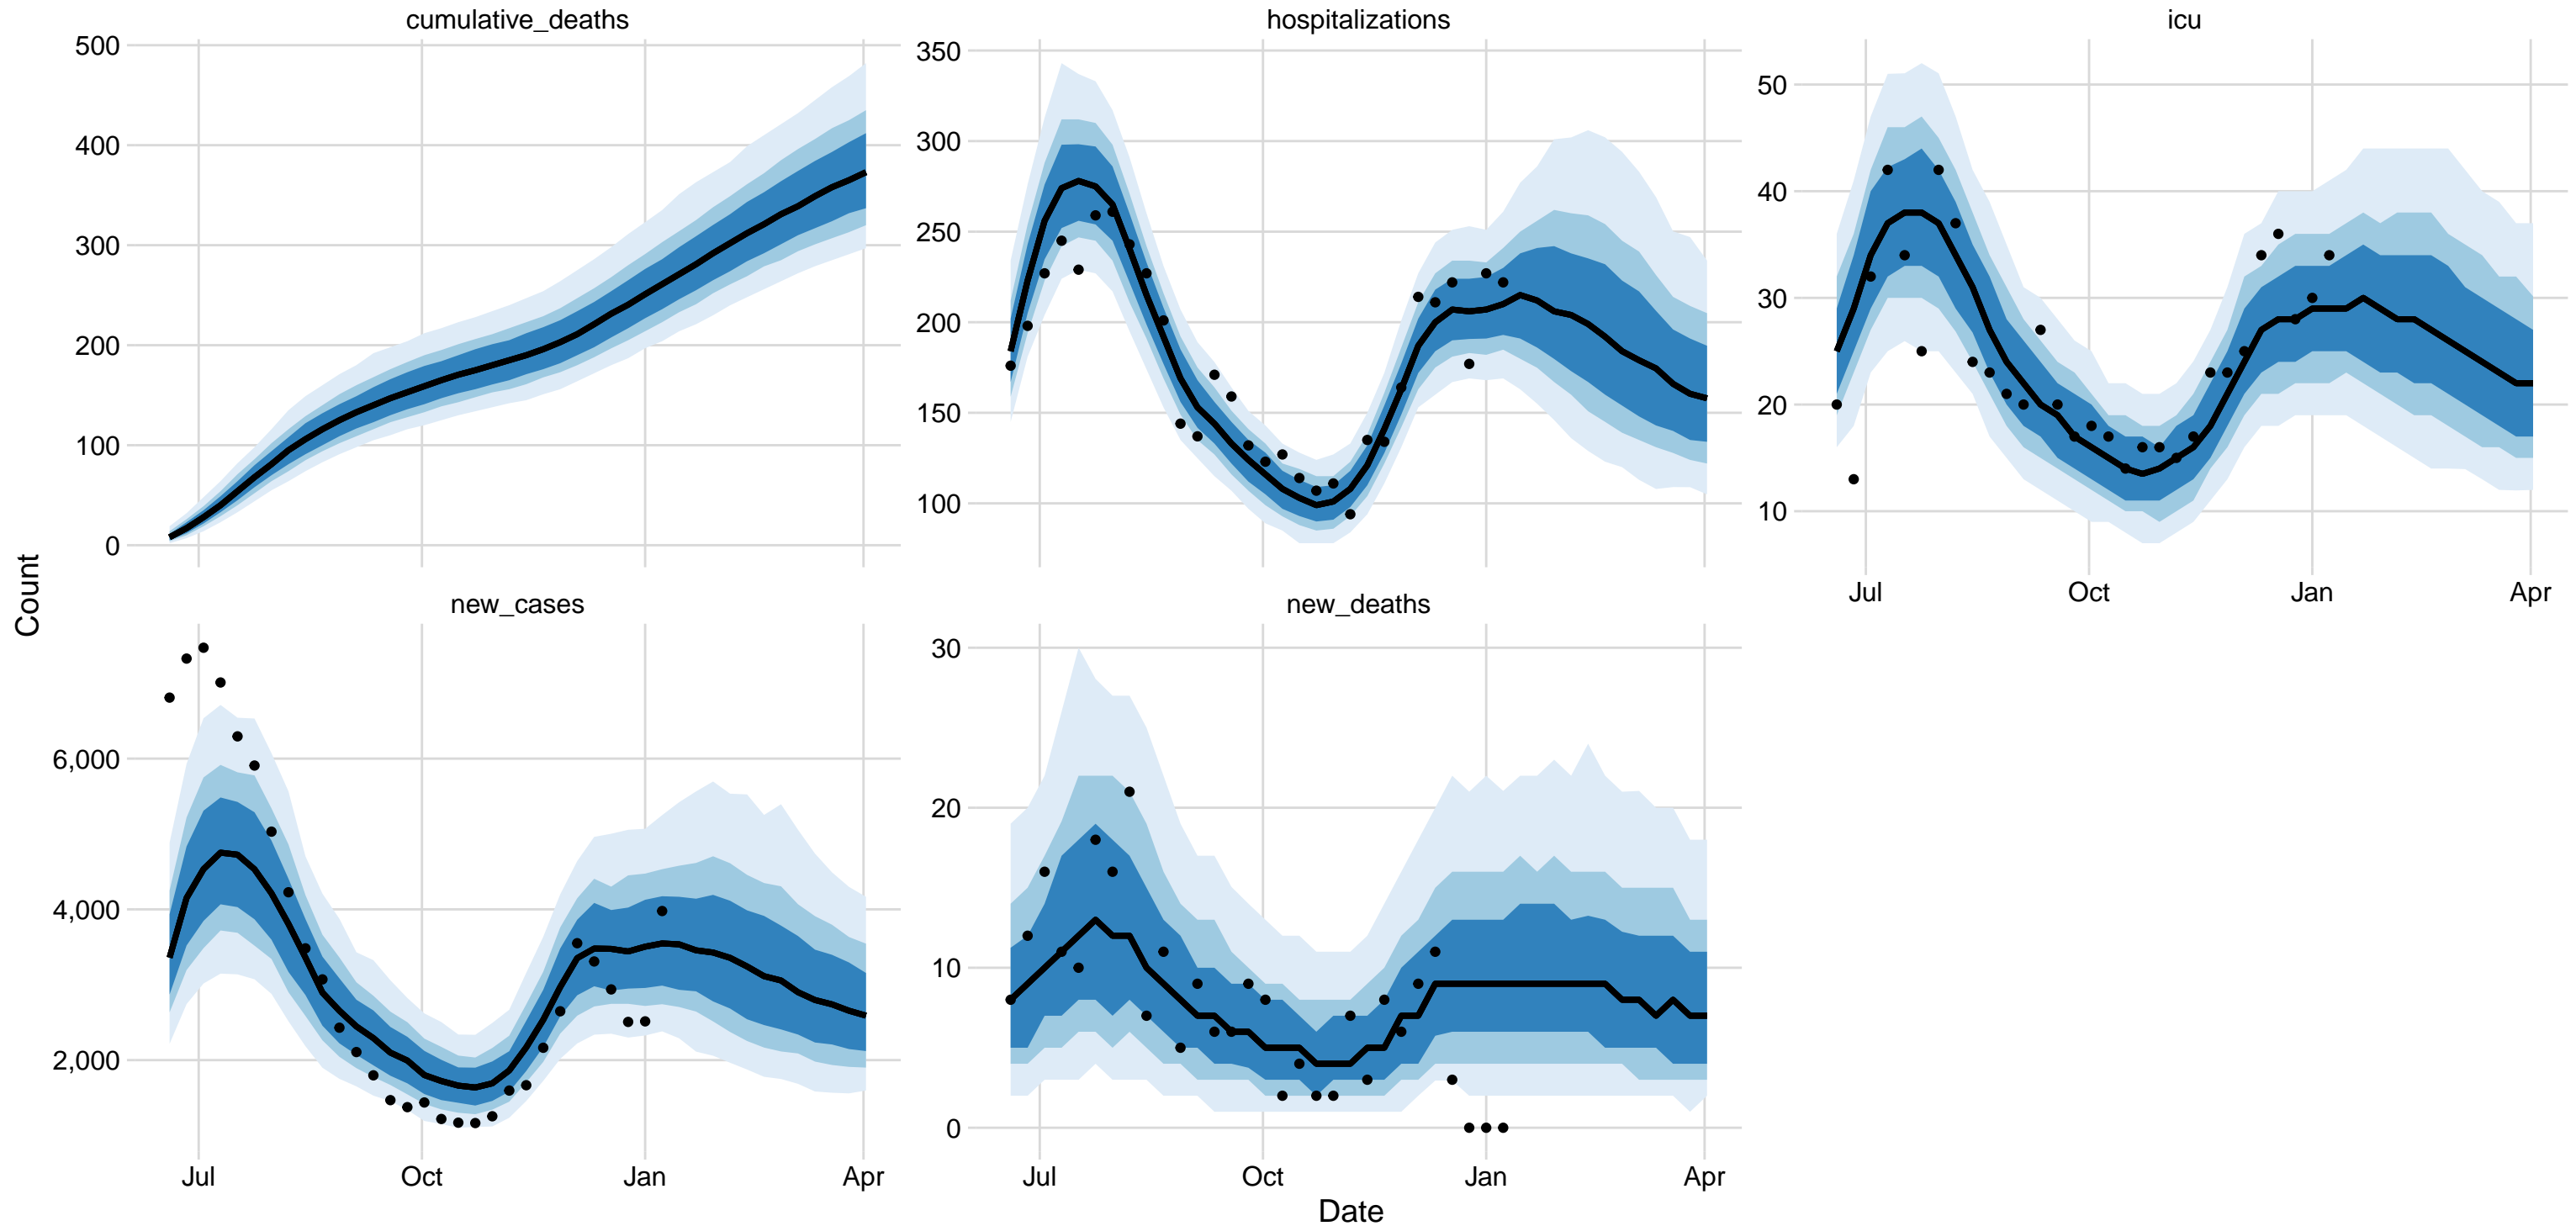 cumulative_deaths
hospitalizations
icu
500
400
300
200
100
0
350
300
250
200
150
100
50
40
30
20
10
Jul Oct Jan Apr
Count
new_cases
new_deaths
6,000
4,000
2,000
30
20
10
0
Jul Oct Jan Apr
Jul Oct Jan Apr
Date